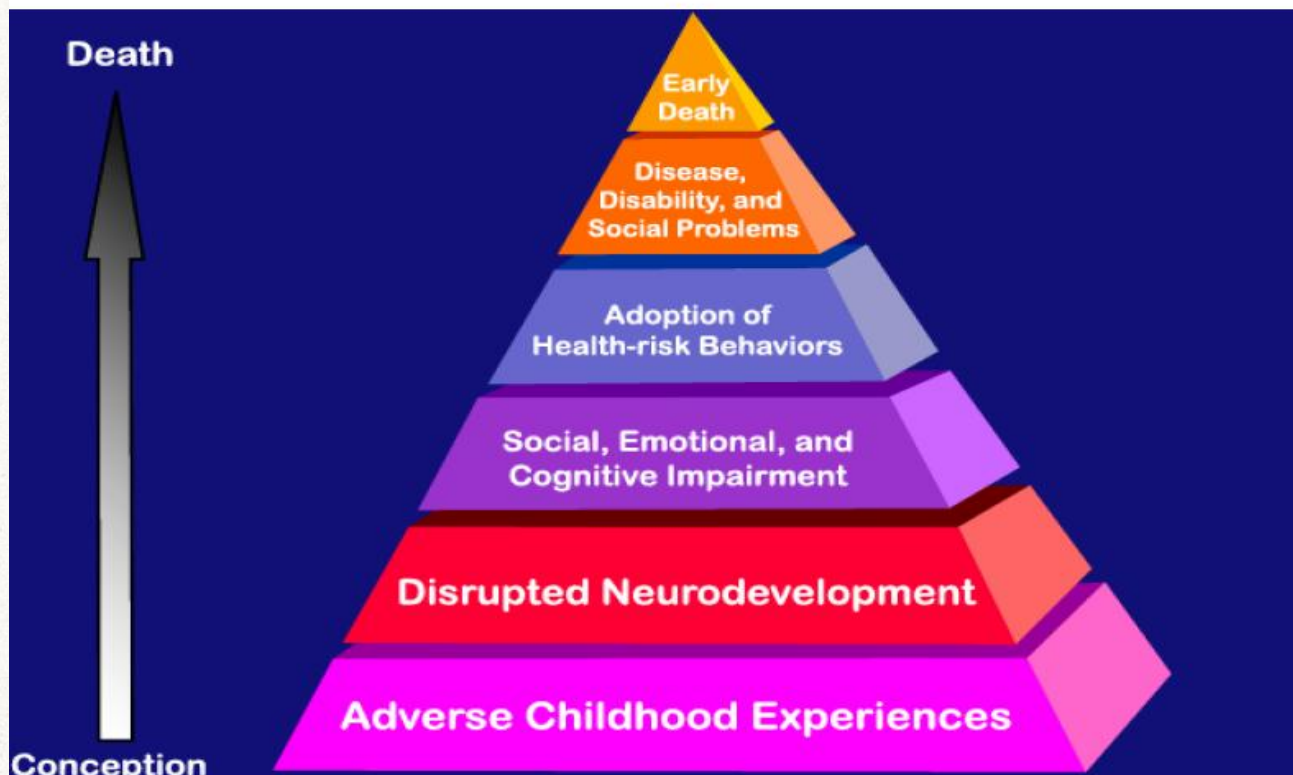 Death
Early
Death
Disease,
Disability, and
Social Problems
Adoption of
Health-risk Behaviors
Social, Emotional, and
Cognitive Impairment
Disrupted Neurodevelopment
Adverse Childhood Experiences
Conception